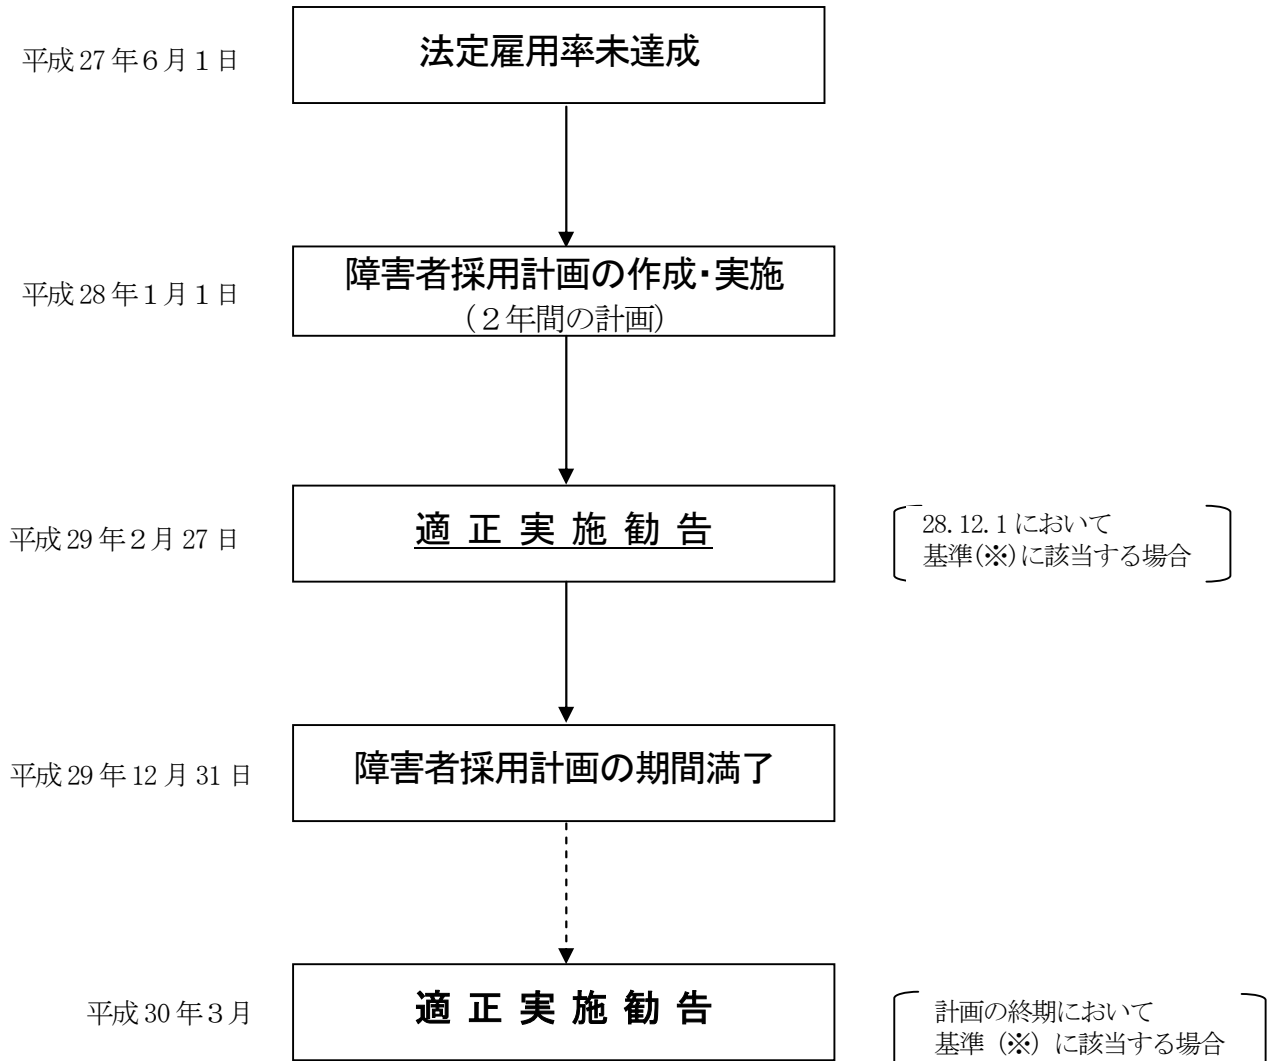 平成27年6月1日
法定雇用率未達成
平成28年1月1日
障害者採用計画の作成・実施
（２年間の計画）
平成29年2月27日
適正実施勧告
28.12.1において
基準(※)に該当する場合
平成29年12月31日
障害者採用計画の期間満了
平成30年3月
適正実施勧告
計画の終期において
基準（※）に該当する場合